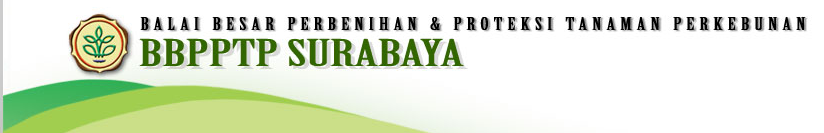 BALAI BESAR PERBENIHAN & PROTEKSI TANAMAN PERKEBUNAN
BBPPTP SURABAYA